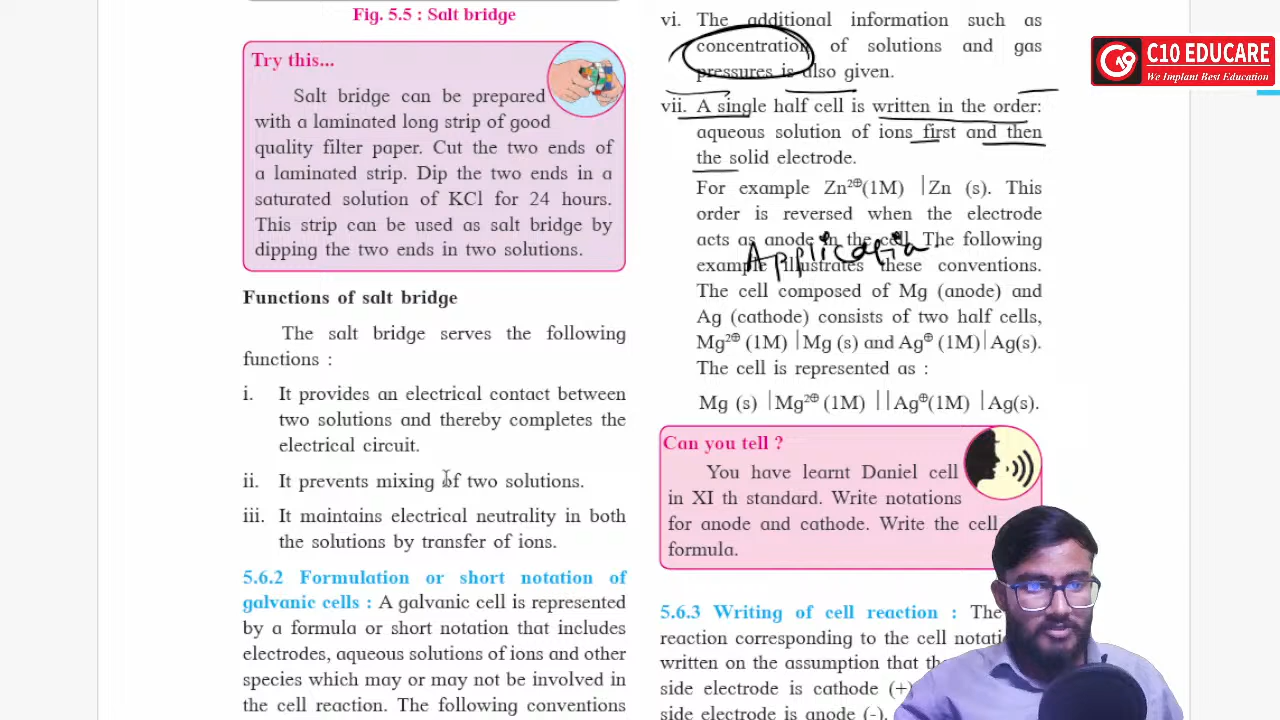 Fig. 5.5 : Salt bridge
Try this...
Salt bridge can be prepared
with a laminated long strip of good
quality filter paper. Cut the two ends of
a laminated strip. Dip the two ends in a
saturated solution of KCl for 24 hours.
This strip can be used as salt bridge by
dipping the two ends in two solutions.
Functions of salt bridge
The salt bridge serves the following
functions :
i. It provides an electrical contact between
two solutions and thereby completes the
electrical circuit.
ii. It prevents mixing of two solutions.
iii. It maintains electrical neutrality in both
the solutions by transfer of ions.
5.6.2 Formulation or short notation of
galvanic cells : A galvanic cell is represented
by a formula or short notation that includes
electrodes, aqueous solutions of ions and other
species which may or may not be involved in
the cell reaction. The following conventions
vi. The additional information such as
concentration of solutions and gas
pressures is also given.
vii. A single half cell is written in the order:
aqueous solution of ions first and then
the solid electrode.
For example Zn²⊕(1M) |Zn (s). This
order is reversed when the electrode
acts as anode in the cell. The following
example illustrates these conventions.
The cell composed of Mg (anode) and
Ag (cathode) consists of two half cells,
Mg²⊕ (1M) |Mg (s) and Ag⊕ (1M)|Ag(s).
The cell is represented as :
Mg (s) |Mg²⊕ (1M) ||Ag⊕(1M) |Ag(s).
Can you tell ?
You have learnt Daniel cell
in XI th standard. Write notations
for anode and cathode. Write the cell
formula.
5.6.3 Writing of cell reaction : The
reaction corresponding to the cell
written on the assumption that
side electrode is cathode (+)
side electrode is anode (-).
C10 EDUCARE
We Implant Best Education